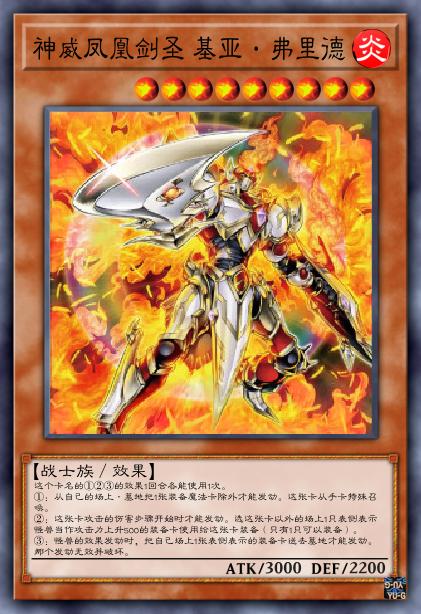 神威凤凰剑圣 基亚·弗里德
炎
【战士族／效果】
这个卡名的①②③的效果1回合各能使用1次。
①：从自己的场上·墓地把1张装备魔法卡除外才能发动。这张卡从手卡特殊召
唤。
②：这张卡攻击的伤害步骤开始时才能发动。选这张卡以外的场上1只表侧表示
怪兽当作攻击力上升500的装备卡使用给这张卡装备（只有1只可以装备）。
③：怪兽的效果发动时，把自己场上1张表侧表示的装备卡送去墓地才能发动。
那个发动无效并破坏。
ATK/3000 DEF/2200